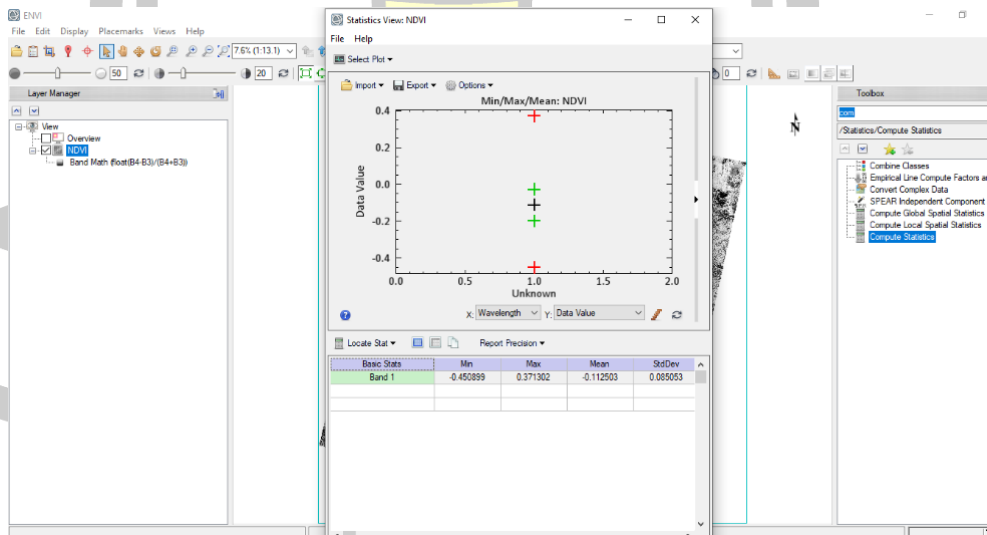 ENVI
File Edit Display Placemarks Views Help
7.6% (1:13.1)
50
20
0
Layer Manager
View
Overview
NDVI
Band Math (float(B4-B3)/(B4+B3))
Statistics View: NDVI
File Help
Select Plot
Import Export Options
Min/Max/Mean: NDVI
Data Value
0.4
0.2
0.0
-0.2
-0.4
0.0 0.5 1.0 1.5 2.0
Unknown
X: Wavelength Y: Data Value
Locate Stat Report Precision
Basic Stats Min Max Mean StdDev
Band 1 -0.450899 0.371302 -0.112503 0.085053
N
Toolbox
com
/Statistics/Compute Statistics
Combine Classes
Empirical Line Compute Factors a
Convert Complex Data
SPEAR Independent Component
Compute Global Spatial Statistics
Compute Local Spatial Statistics
Compute Statistics